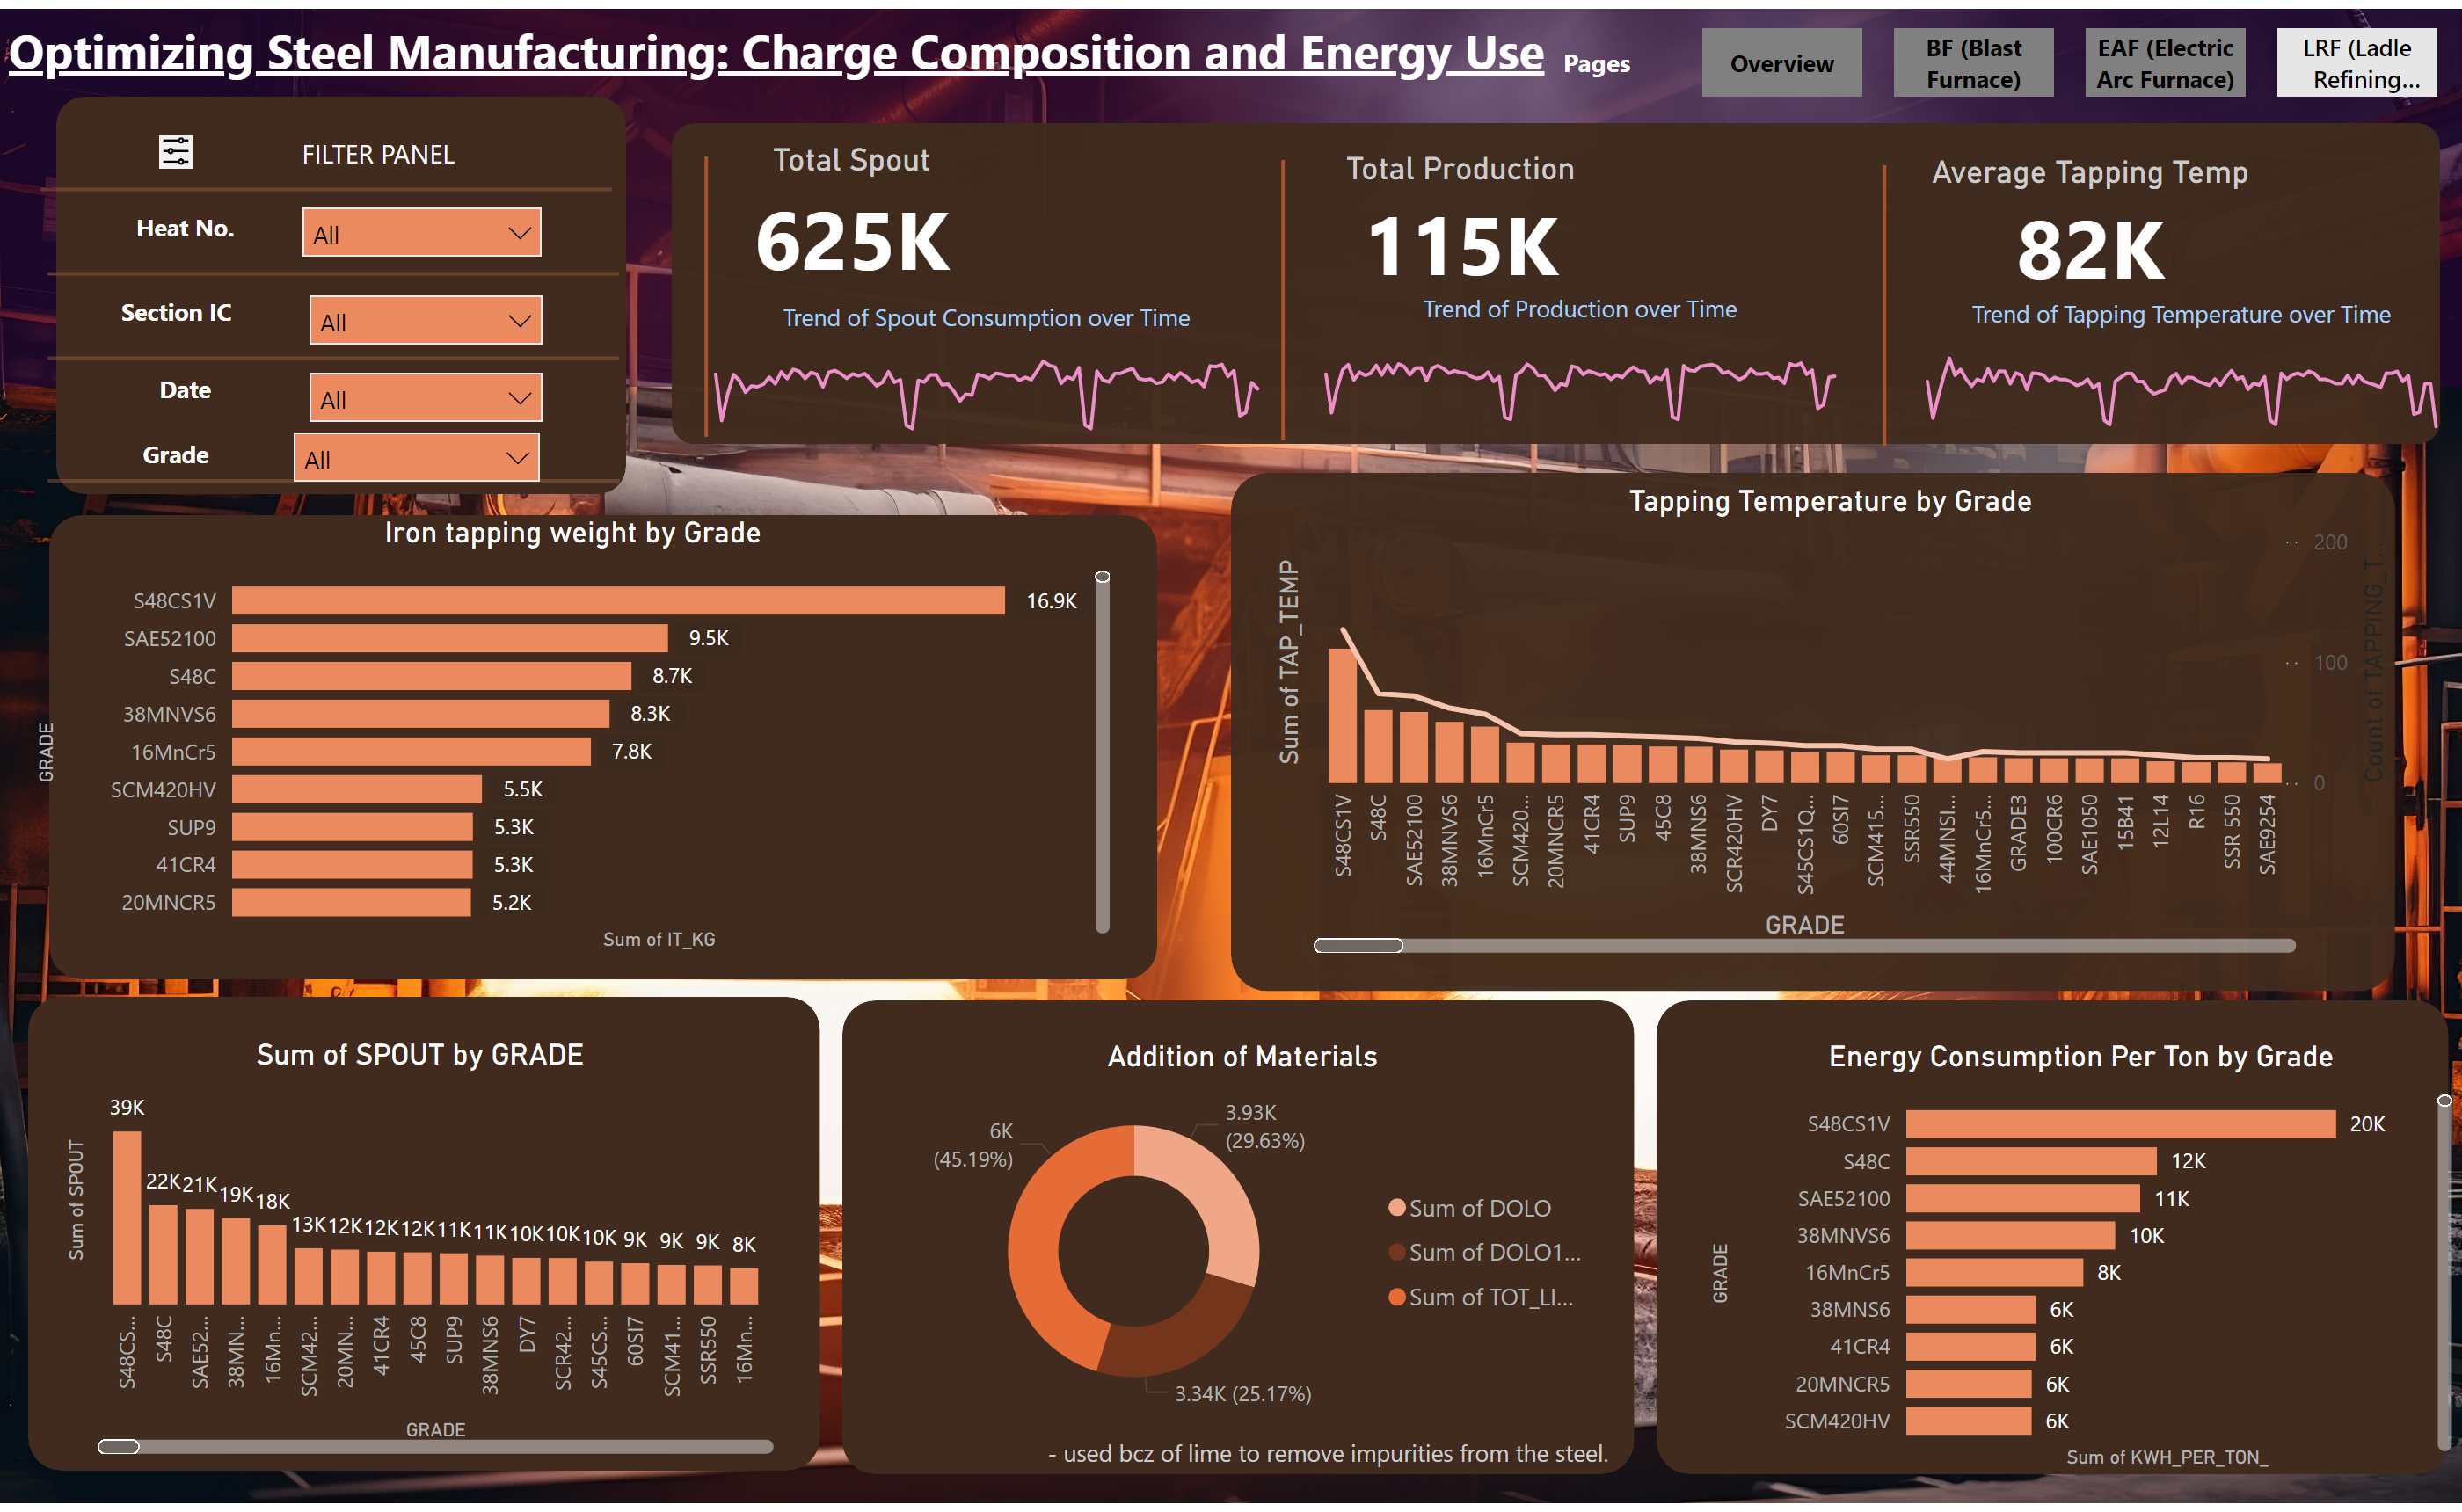 Optimizing Steel Manufacturing: Charge Composition and Energy Use
Pages
Overview
BF (Blast
Furnace)
EAF (Electric
Arc Furnace)
LRF (Ladle
Refining...
FILTER PANEL
Heat No.
All
Section IC
All
Date
All
Grade
All
Total Spout
625K
Trend of Spout Consumption over Time
Total Production
115K
Trend of Production over Time
Average Tapping Temp
82K
Trend of Tapping Temperature over Time
Iron tapping weight by Grade
GRADE
S48CS1V
16.9K
SAE52100
9.5K
S48C
8.7K
38MNVS6
8.3K
16MnCr5
7.8K
SCM420HV
5.5K
SUP9
5.3K
41CR4
5.3K
20MNCR5
5.2K
Sum of IT_KG
Tapping Temperature by Grade
Sum of TAP_TEMP
200
100
0
Count of TAPPING_T...
S48CS1V
S48C
SAE52100
38MNVS6
16MnCr5
SCM420...
20MNCR5
41CR4
SUP9
45C8
38MNS6
SCR420HV
DY7
S45CS1Q...
60SI7
SCM415...
SSR550
44MNSI...
16MnCr5...
GRADE3
100CR6
SAE1050
15B41
12L14
R16
SSR 550
SAE9254
GRADE
Sum of SPOUT by GRADE
Sum of SPOUT
39K
22K
21K
19K
18K
13K
12K
12K
12K
11K
11K
10K
10K
10K
9K
9K
9K
8K
S48CS...
S48C
SAE52...
38MN...
16Mn...
SCM42...
20MN...
41CR4
45C8
SUP9
38MNS6
DY7
SCR42...
S45CS...
60SI7
SCM41...
SSR550
16Mn...
GRADE
Addition of Materials
3.93K
(29.63%)
6K
(45.19%)
3.34K (25.17%)
Sum of DOLO
Sum of DOLO1...
Sum of TOT_LI...
- used bcz of lime to remove impurities from the steel.
Energy Consumption Per Ton by Grade
GRADE
S48CS1V
20K
S48C
12K
SAE52100
11K
38MNVS6
10K
16MnCr5
8K
38MNS6
6K
41CR4
6K
20MNCR5
6K
SCM420HV
6K
Sum of KWH_PER_TON_